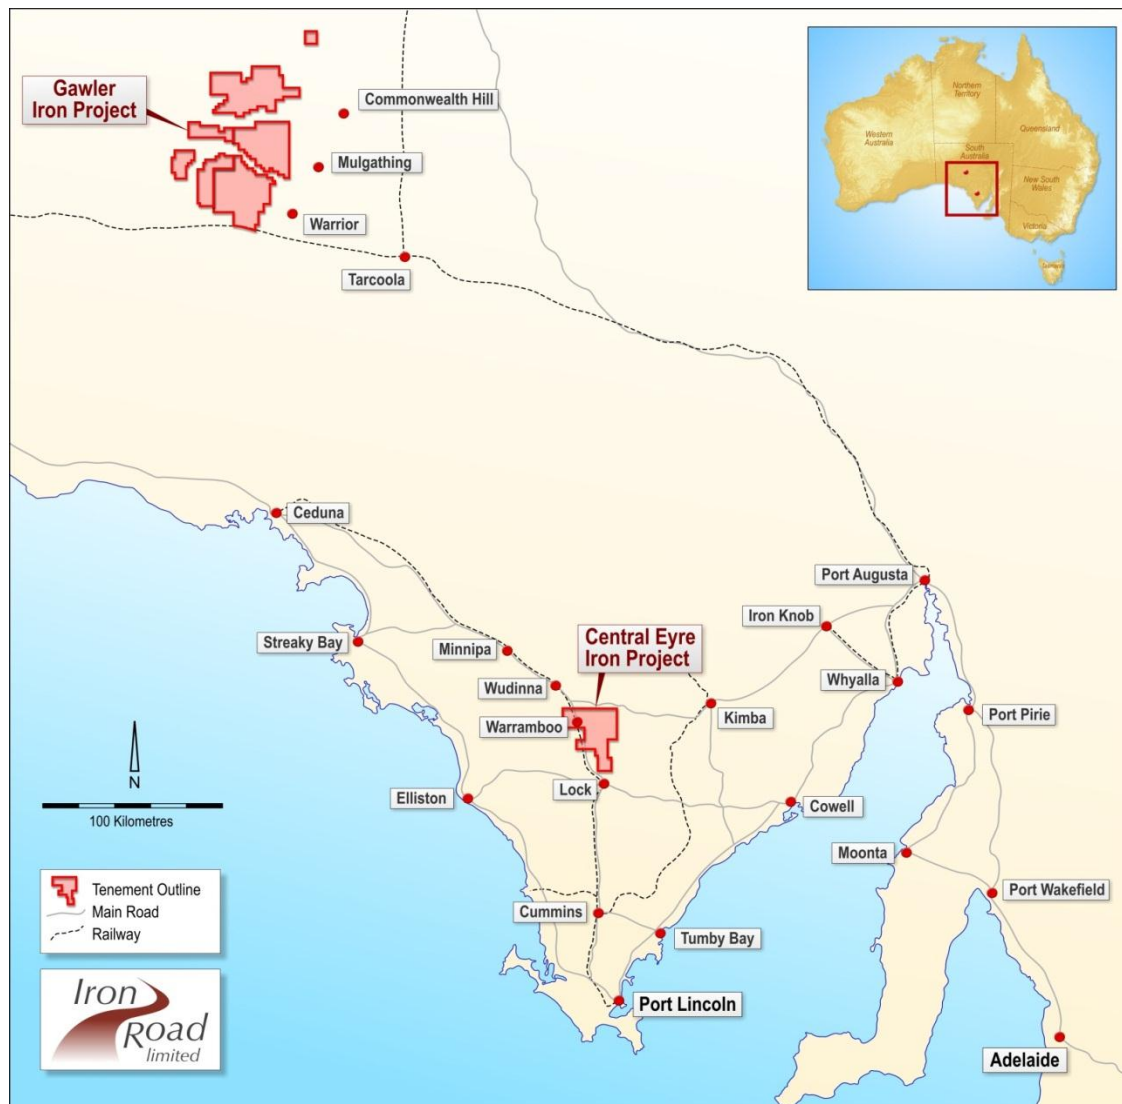 Gawler
Iron Project
Commonwealth Hill
Mulgathing
Warrior
Tarcoola
Western
Australia
Northern
Territory
Queensland
South
Australia
New South
Wales
Victoria
Tasmania
Ceduna
Port Augusta
Iron Knob
Streaky Bay
Minnipa
Central Eyre
Iron Project
Wudinna
Whyalla
Warramboo
Kimba
Port Pirie
N
100 Kilometres
Elliston
Lock
Cowell
Moonta
Port Wakefield
Cummins
Tumby Bay
Port Lincoln
Adelaide
Tenement Outline
Main Road
Railway
Iron
Road
limited